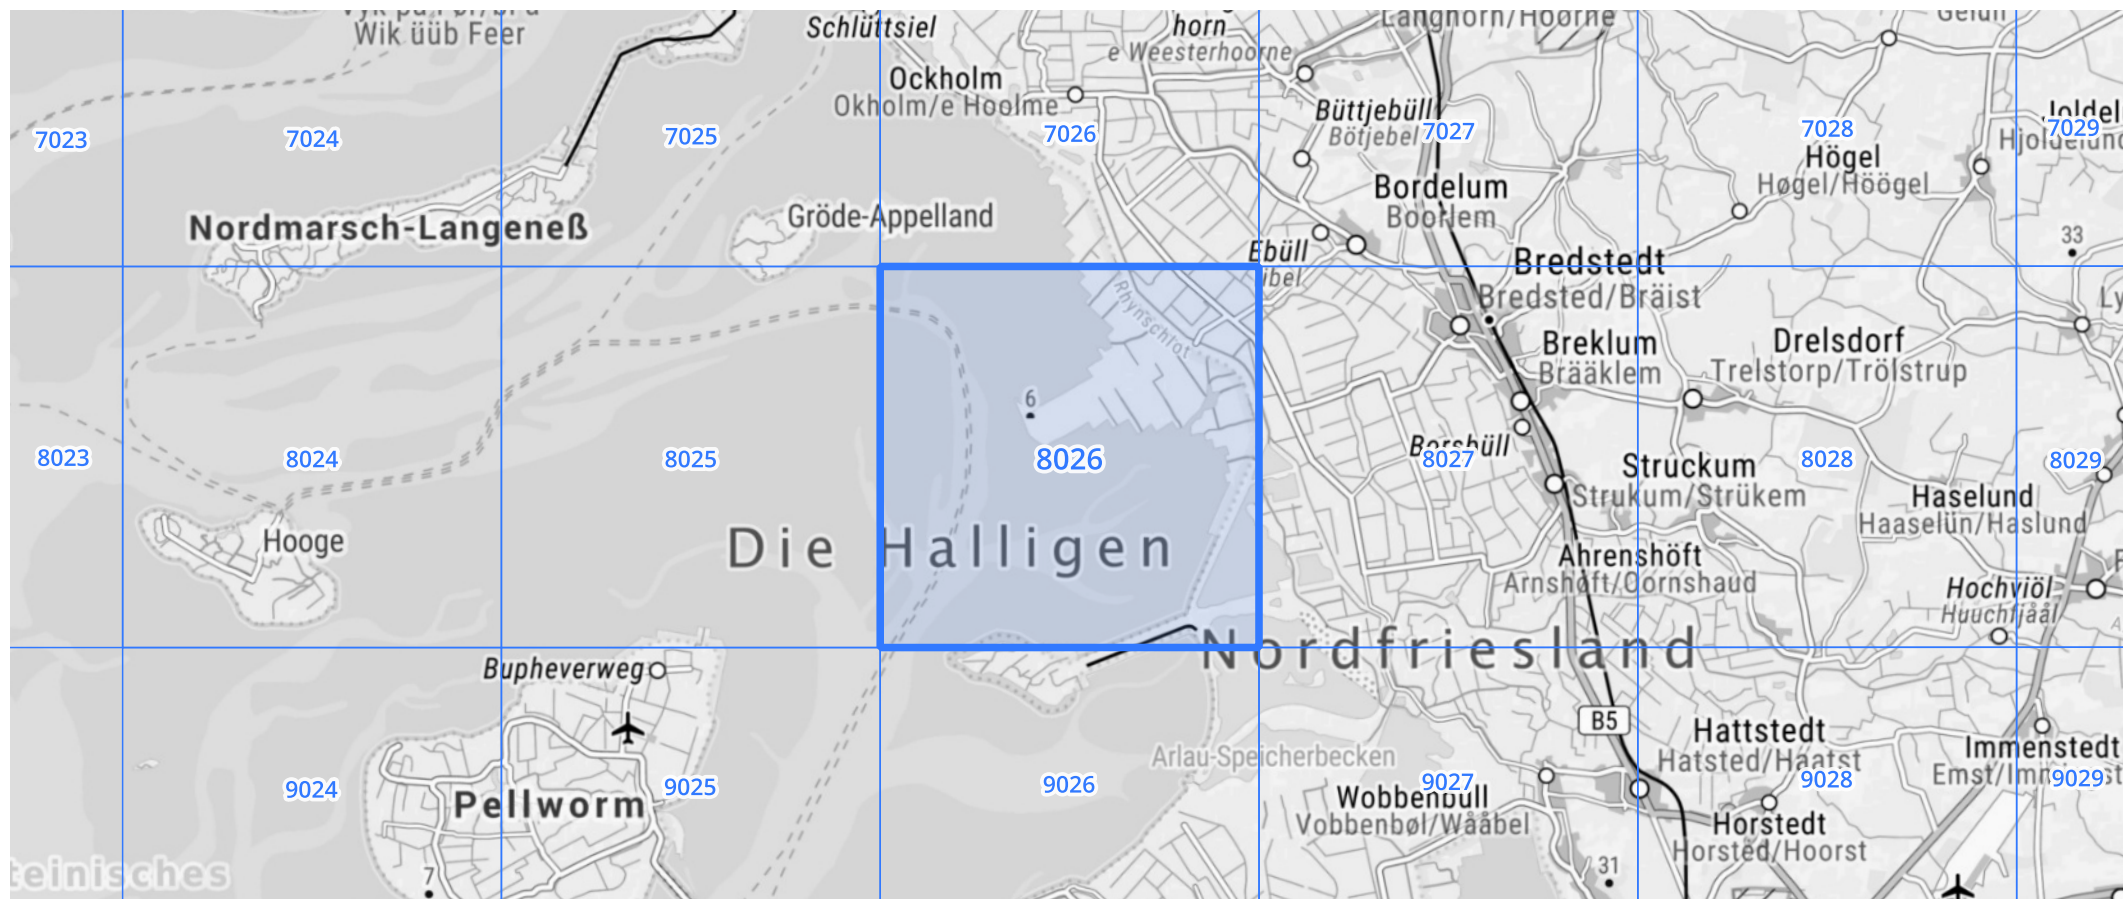 Wik üüb Feer
Schlüttsiel
horn
e Weesterhoorne
Langhorn/Hoorne
Ockholm
Okholm/e Hoolme
Büttjebüll
Bötjebel
7023
7024
7025
7026
7027
7028
7029
Högel
Høgel/Höögel
Bordelum
Boorlem
Nordmarsch-Langeneß
Gröde-Appelland
33
Ebüll
Bredstedt
Bredsted/Bräist
Rhynschlot
Breklum
Brääklem
Drelsdorf
Trelstorp/Trölstrup
6
Borsbüll
8023
8024
8025
8026
8027
8028
8029
Struckum
Strukum/Strükem
Haselund
Haaselün/Haslund
Hooge
Die Halligen
Ahrenshöft
Arnshøft/Oornshaud
Hochviöl
Huuchfjåål
Nordfriesland
Bupheverweg
B5
Hattstedt
Hatsted/Haatst
Immenstedt
Arlau-Speicherbecken
9024
9025
9026
9027
9028
9029
Pellworm
Wobbenbüll
Vobbenbøl/Wååbel
Horstedt
Horsted/Hoorst
7
31